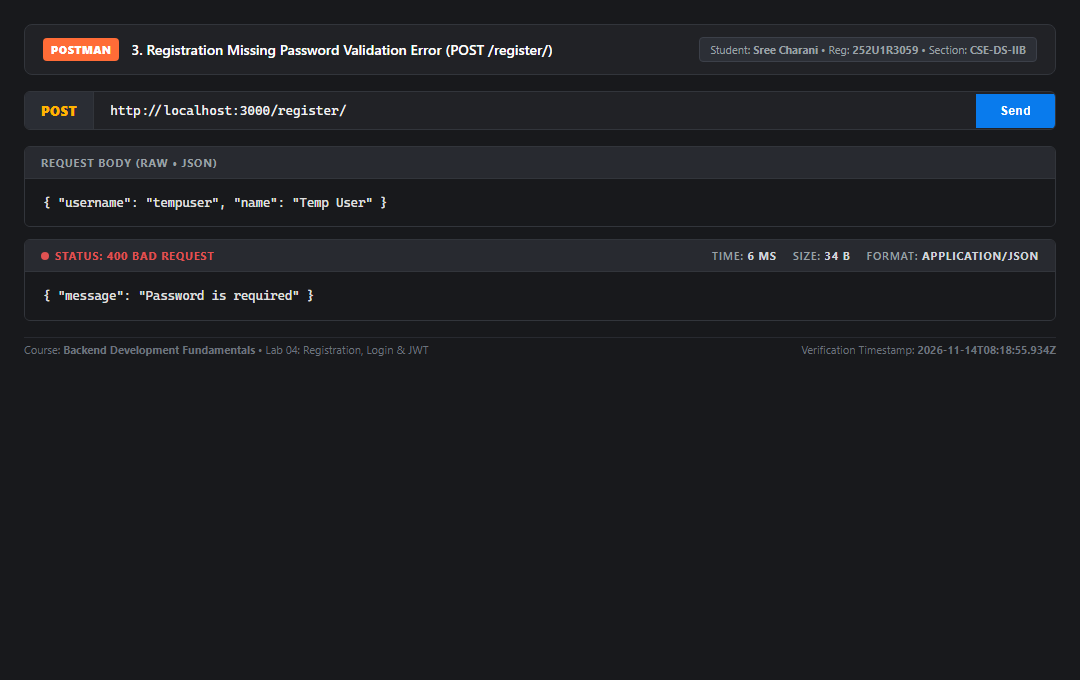 POSTMAN 3. Registration Missing Password Validation Error (POST /register/) Student: Sree Charani • Reg: 252U1R3059 • Section: CSE-DS-IIB
POST http://localhost:3000/register/ Send
REQUEST BODY (RAW • JSON)
{ "username": "tempuser", "name": "Temp User" }
STATUS: 400 BAD REQUEST TIME: 6 MS SIZE: 34 B FORMAT: APPLICATION/JSON
{ "message": "Password is required" }
Course: Backend Development Fundamentals • Lab 04: Registration, Login & JWT Verification Timestamp: 2026-11-14T08:18:55.934Z